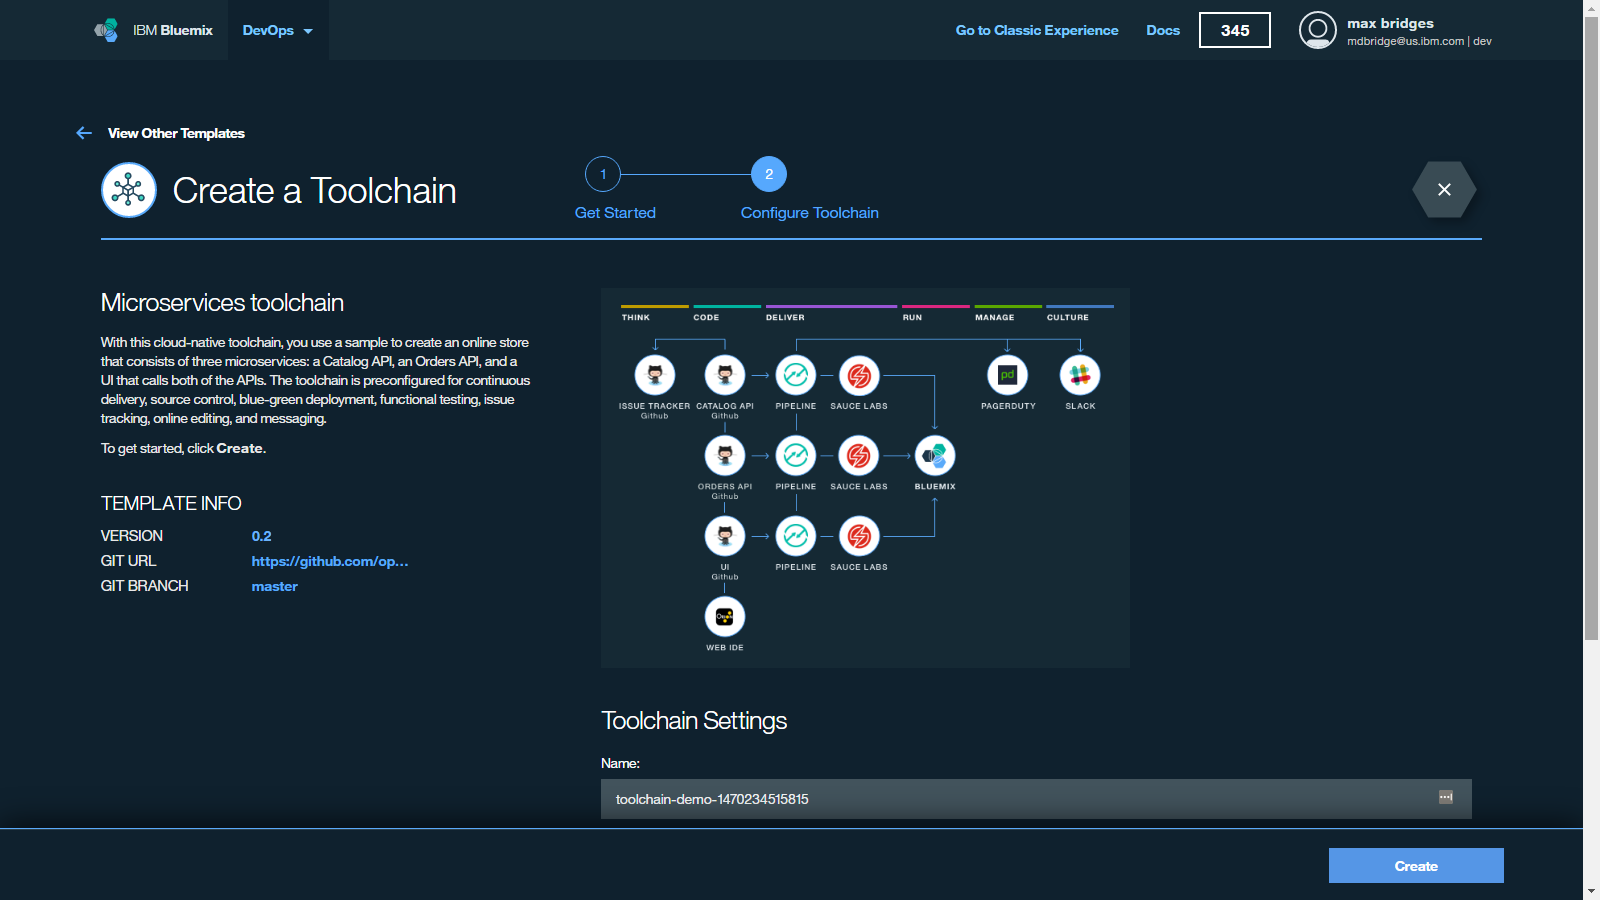 IBM Bluemix
DevOps
Go to Classic Experience
Docs
345
max bridges
mdbridge@us.ibm.com | dev
View Other Templates
Create a Toolchain
1
2
Get Started
Configure Toolchain
Microservices toolchain
With this cloud-native toolchain, you use a sample to create an online store
that consists of three microservices: a Catalog API, an Orders API, and a
UI that calls both of the APIs. The toolchain is preconfigured for continuous
delivery, source control, blue-green deployment, functional testing, issue
tracking, online editing, and messaging.
To get started, click Create.
TEMPLATE INFO
VERSION 0.2
GIT URL https://github.com/op...
GIT BRANCH master
THINK CODE DELIVER RUN MANAGE CULTURE
pd
ISSUE TRACKER CATALOG API PIPELINE SAUCE LABS PAGERDUTY SLACK
Github Github
ORDERS API PIPELINE SAUCE LABS BLUEMIX
Github
UI PIPELINE SAUCE LABS
Github
WEB IDE
Toolchain Settings
Name:
toolchain-demo-1470234515815
Create